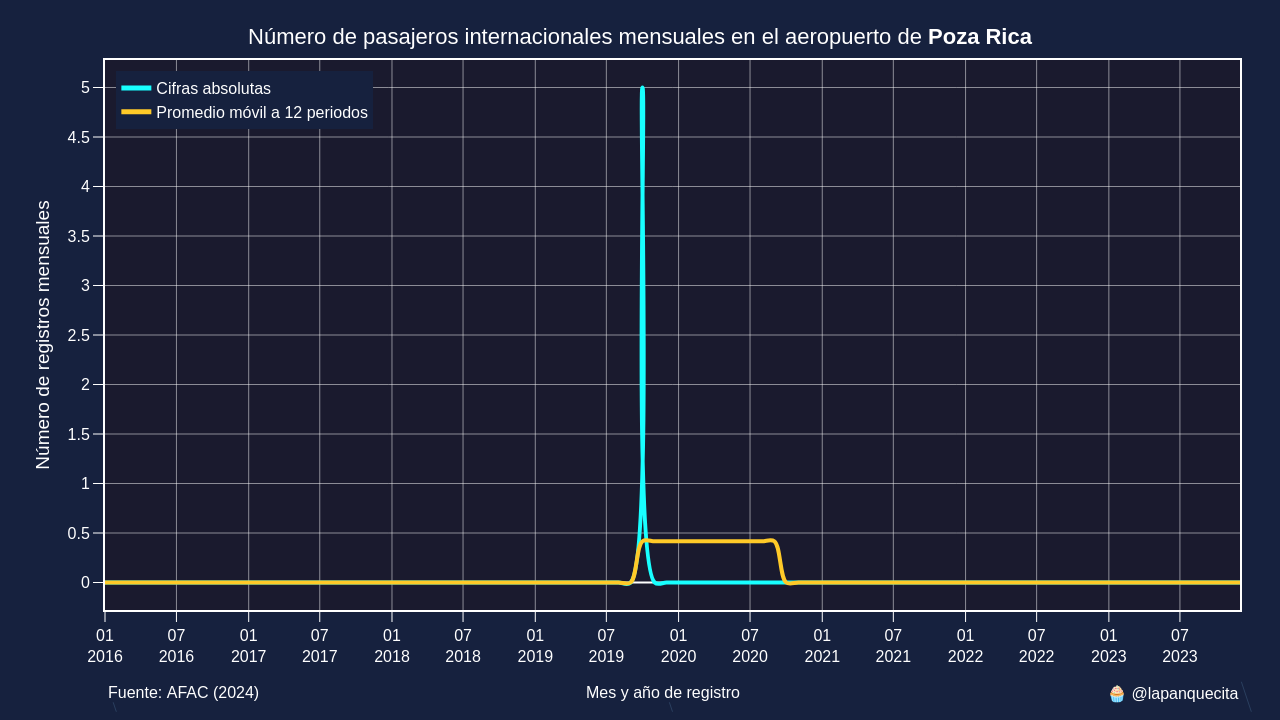 Número de pasajeros internacionales mensuales en el aeropuerto de Poza Rica
Cifras absolutas
Promedio móvil a 12 periodos
Número de registros mensuales
5
4.5
4
3.5
3
2.5
2
1.5
1
0.5
0
01 07 01 07 01 07 01 07 01 07 01 07 01 07 01 07
2016 2016 2017 2017 2018 2018 2019 2019 2020 2020 2021 2021 2022 2022 2023 2023
Fuente: AFAC (2024) Mes y año de registro 🧁 @lapanquecita